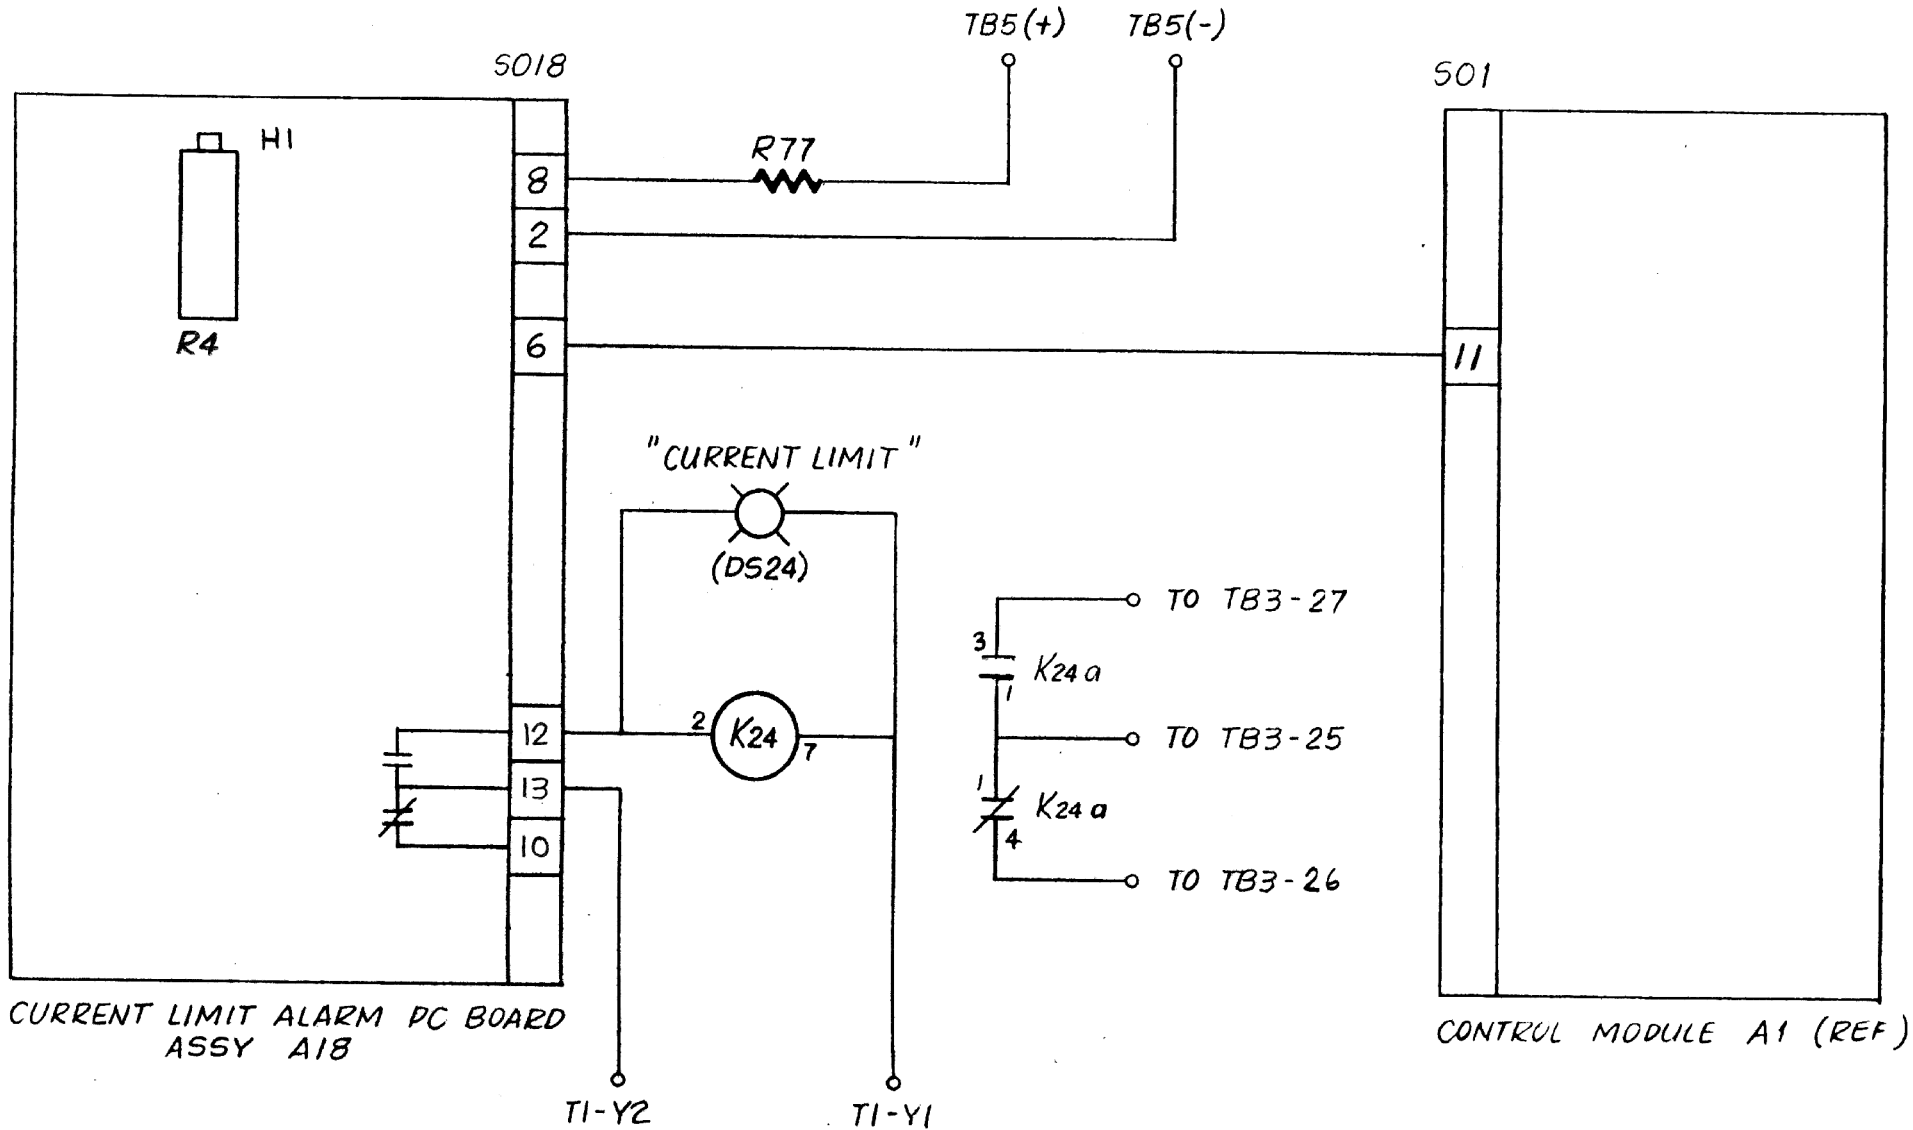 TB5(+) TB5(-)
SO18
SO1
H1
R77
8
2
R4
6
11
"CURRENT LIMIT"
(DS24)
TO TB3-27
3
K24a
1
12
2
K24
7
TO TB3-25
13
1
K24a
4
10
TO TB3-26
CURRENT LIMIT ALARM PC BOARD
ASSY A18
CONTROL MODULE A1 (REF)
T1-Y2
T1-Y1